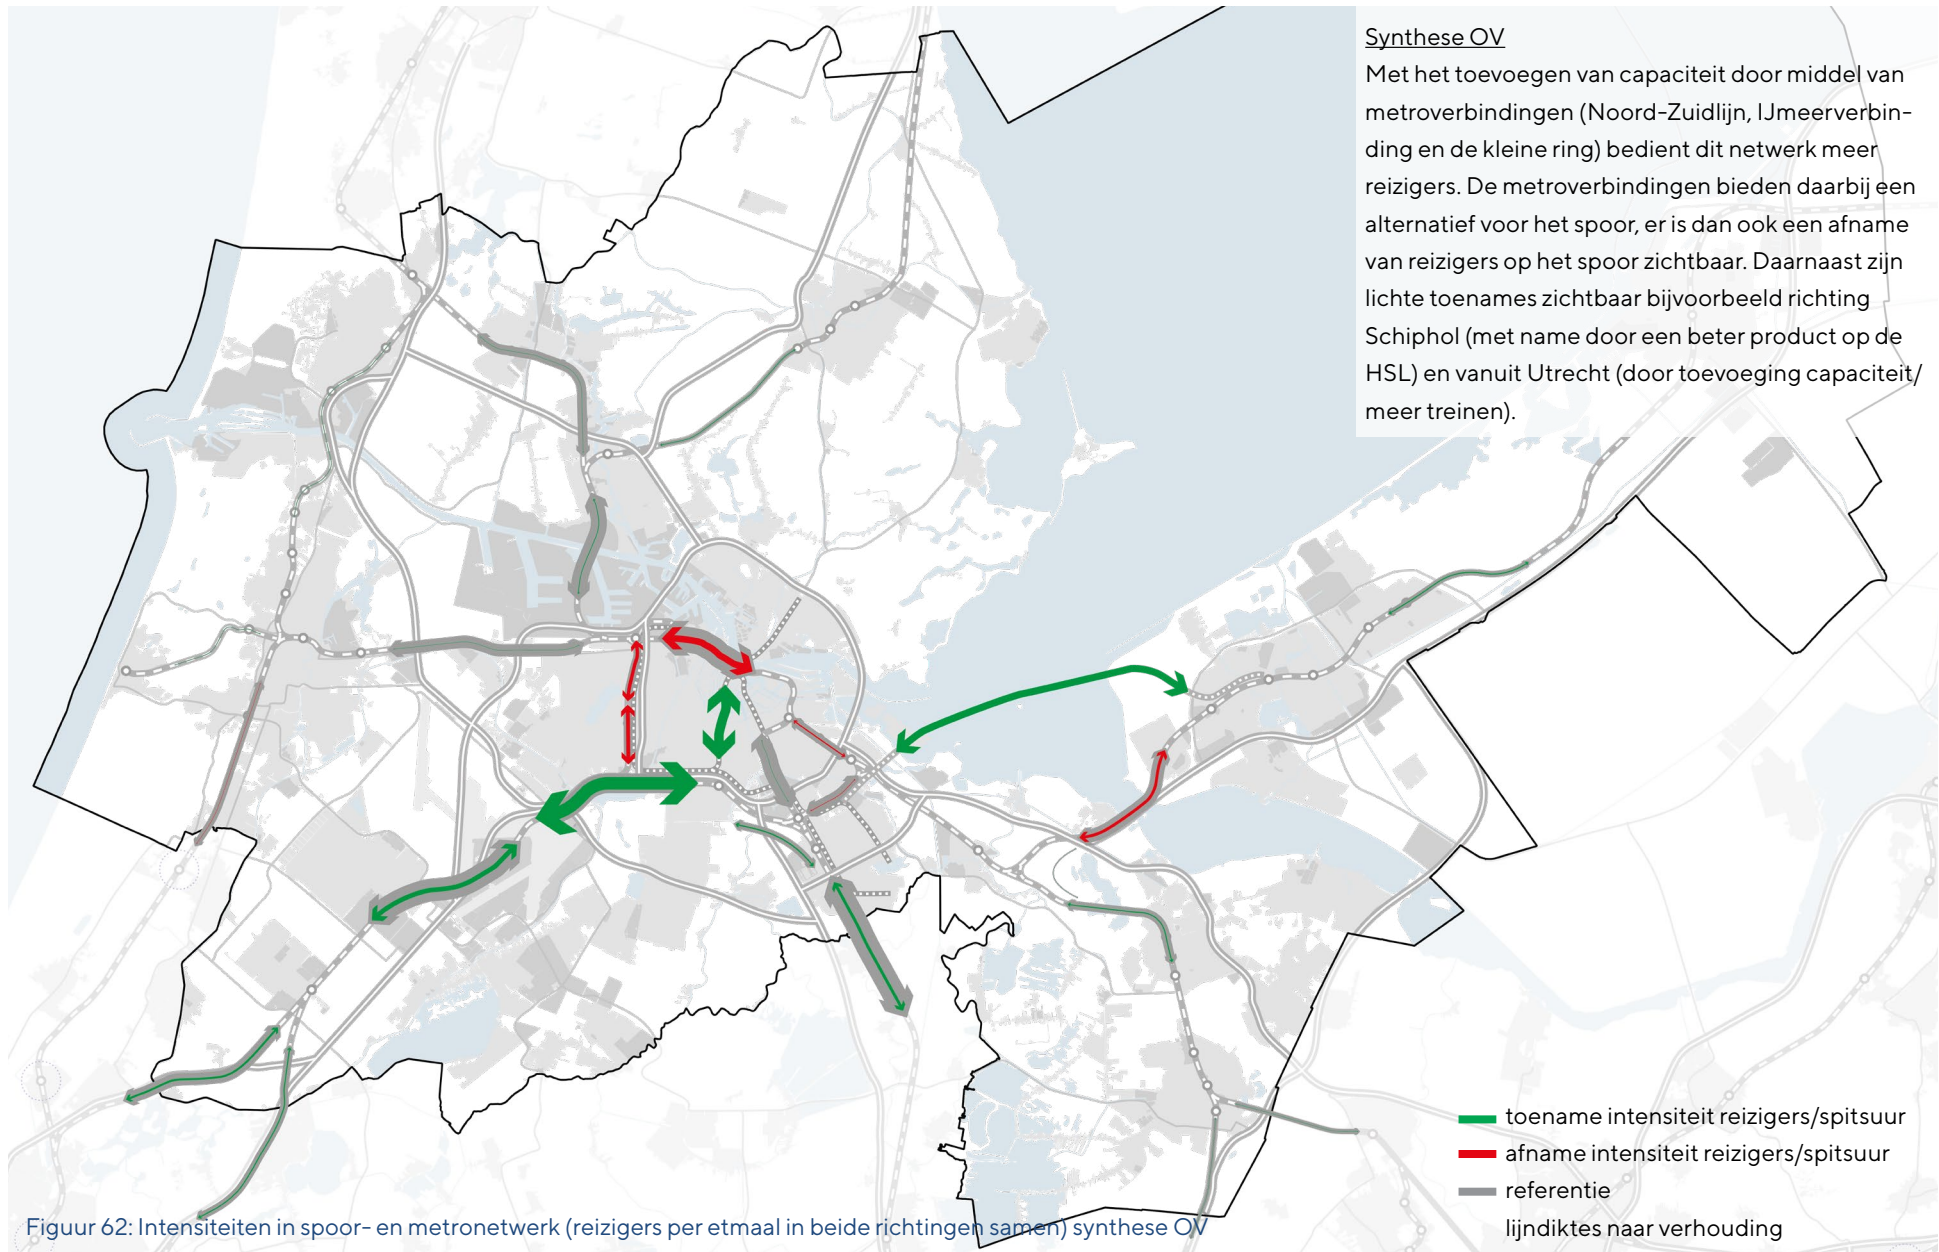 Synthese OV
Met het toevoegen van capaciteit door middel van
metroverbindingen (Noord-Zuidlijn, IJmeerverbin-
ding en de kleine ring) bedient dit netwerk meer
reizigers. De metroverbindingen bieden daarbij een
alternatief voor het spoor, er is dan ook een afname
van reizigers op het spoor zichtbaar. Daarnaast zijn
lichte toenames zichtbaar bijvoorbeeld richting
Schiphol (met name door een beter product op de
HSL) en vanuit Utrecht (door toevoeging capaciteit/
meer treinen).
toename intensiteit reizigers/spitsuur
afname intensiteit reizigers/spitsuur
referentie
lijndiktes naar verhouding
Figuur 62: Intensiteiten in spoor- en metronetwerk (reizigers per etmaal in beide richtingen samen) synthese OV